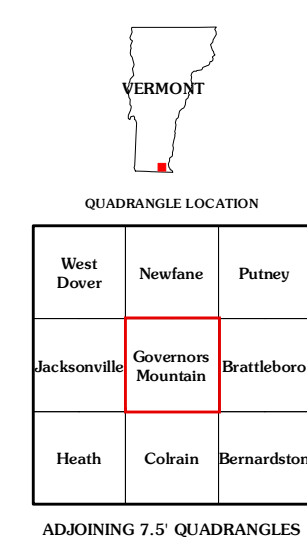 VERMONT
QUADRANGLE LOCATION
West
Dover
Newfane
Putney
Jacksonville
Governors
Mountain
Brattleboro
Heath
Colrain
Bernardston
ADJOINING 7.5' QUADRANGLES